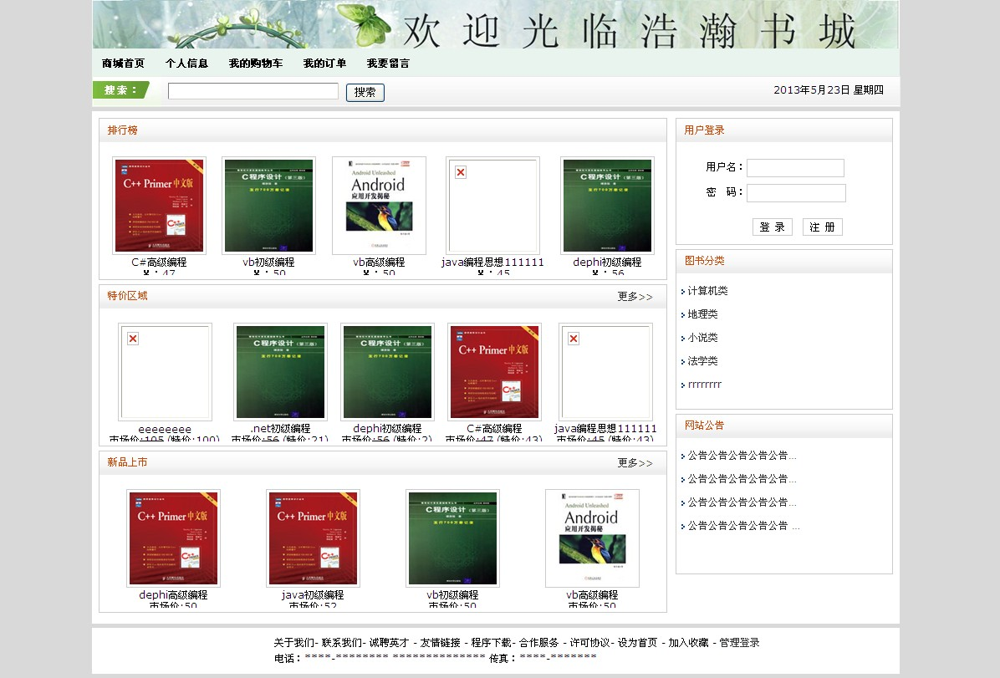 欢迎光临浩瀚书城
商城首页 个人信息 我的购物车 我的订单 我要留言
搜索： 搜索 2013年5月23日 星期四
排行榜
C++ Primer 中文版
C程序设计（第三版）
Android Unleashed
Android
应用开发揭秘
C程序设计（第三版）
C#高级编程 vb初级编程 vb高级编程 java编程思想111111 dephi初级编程
¥：47 ¥：50 ¥：50 ¥：45 ¥：56
特价区域 更多>>
C程序设计（第三版）
C程序设计（第三版）
C++ Primer 中文版
eeeeeeee .net初级编程 dephi初级编程 C#高级编程 java编程思想111111
市场价:105 (特价:100) 市场价:56 (特价:21) 市场价:56 (特价:2) 市场价:47 (特价:43) 市场价:45 (特价:43)
新品上市 更多>>
C++ Primer 中文版
C++ Primer 中文版
C程序设计（第三版）
Android Unleashed
Android
应用开发揭秘
dephi高级编程 java初级编程 vb初级编程 vb高级编程
市场价:50 市场价:52 市场价:50 市场价:50
用户登录
用户名：
密 码：
登 录 注 册
图书分类
计算机类
地理类
小说类
法学类
rrrrrrrr
网站公告
公告公告公告公告公告...
公告公告公告公告公告...
公告公告公告公告公告...
公告公告公告公告公告 ...
关于我们- 联系我们- 诚聘英才 - 友情链接 - 程序下载- 合作服务 - 许可协议- 设为首页 - 加入收藏 - 管理登录
电话：****-******** ************** 传真：****-*******